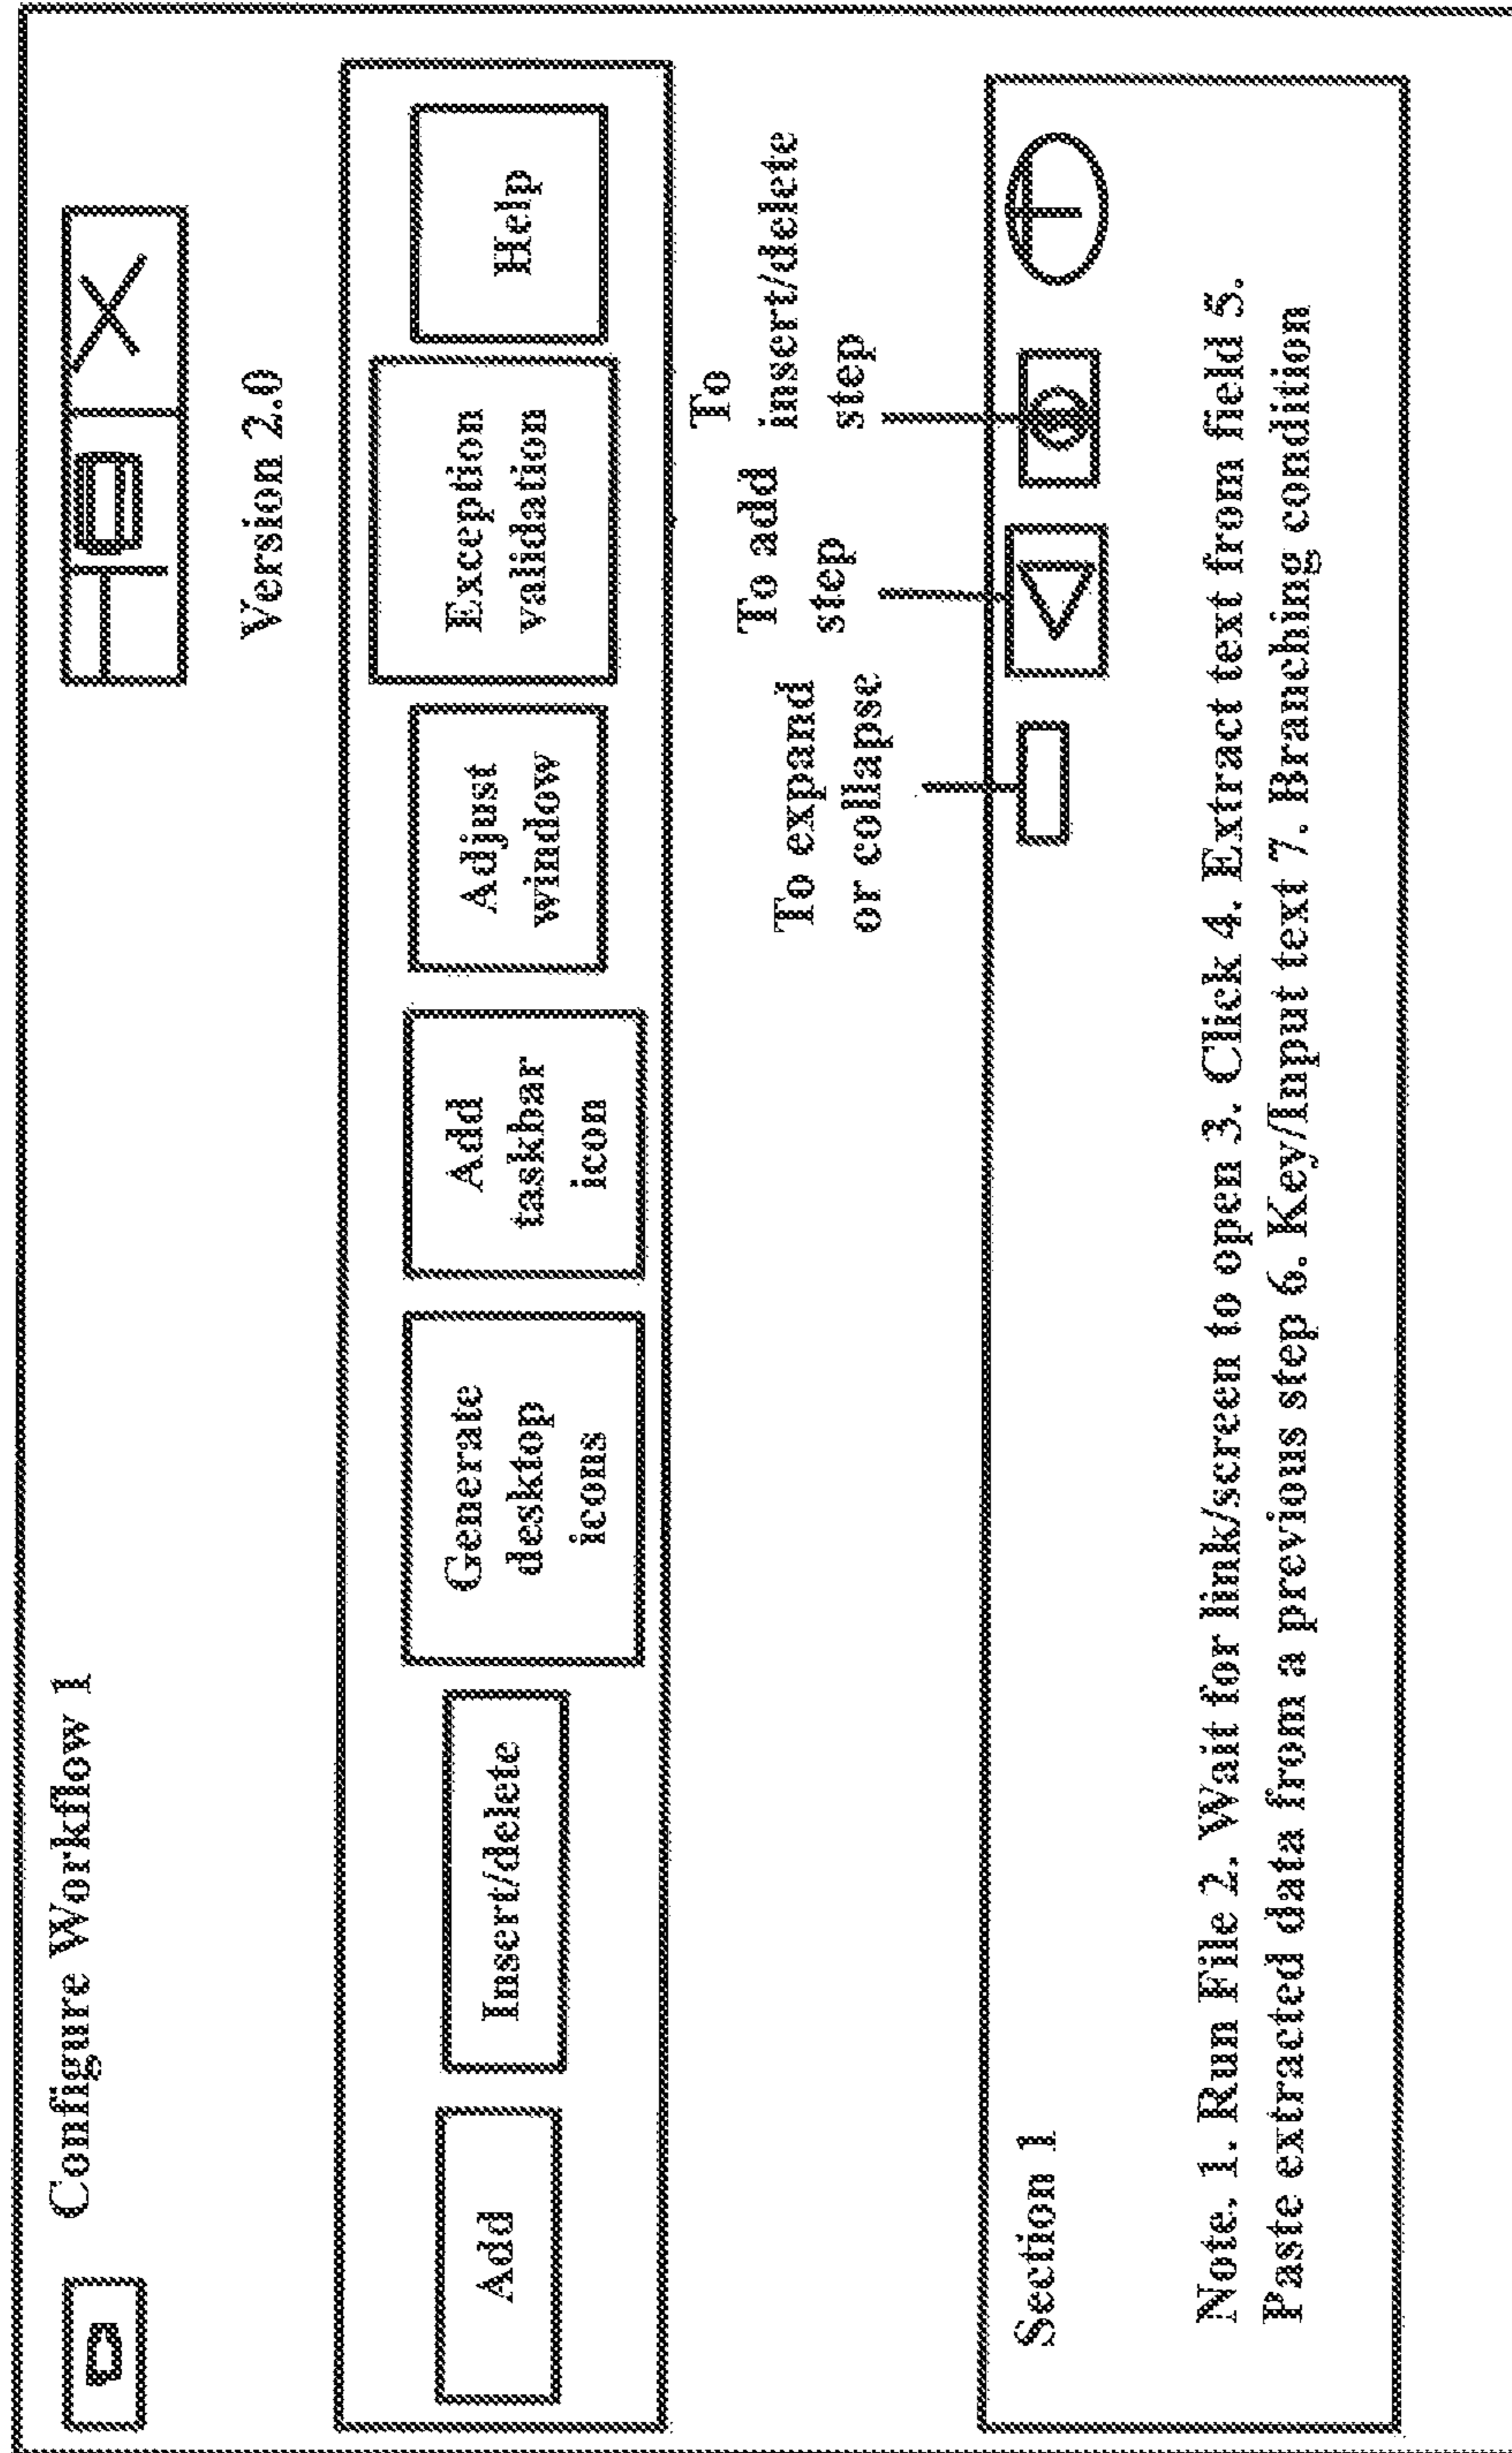 Configure Workflow 1
Version 2.0
Add
Insert/delete
Generate
desktop
icons
Add
taskbar
icon
Adjust
window
Exception
validation
Help
To expand
or collapse
To add
step
To
insert/delete
step
Section 1
Note. 1. Run File 2. Wait for link/screen to open 3. Click 4. Extract text from field 5.
Paste extracted data from a previous step 6. Key/Input text 7. Branching condition